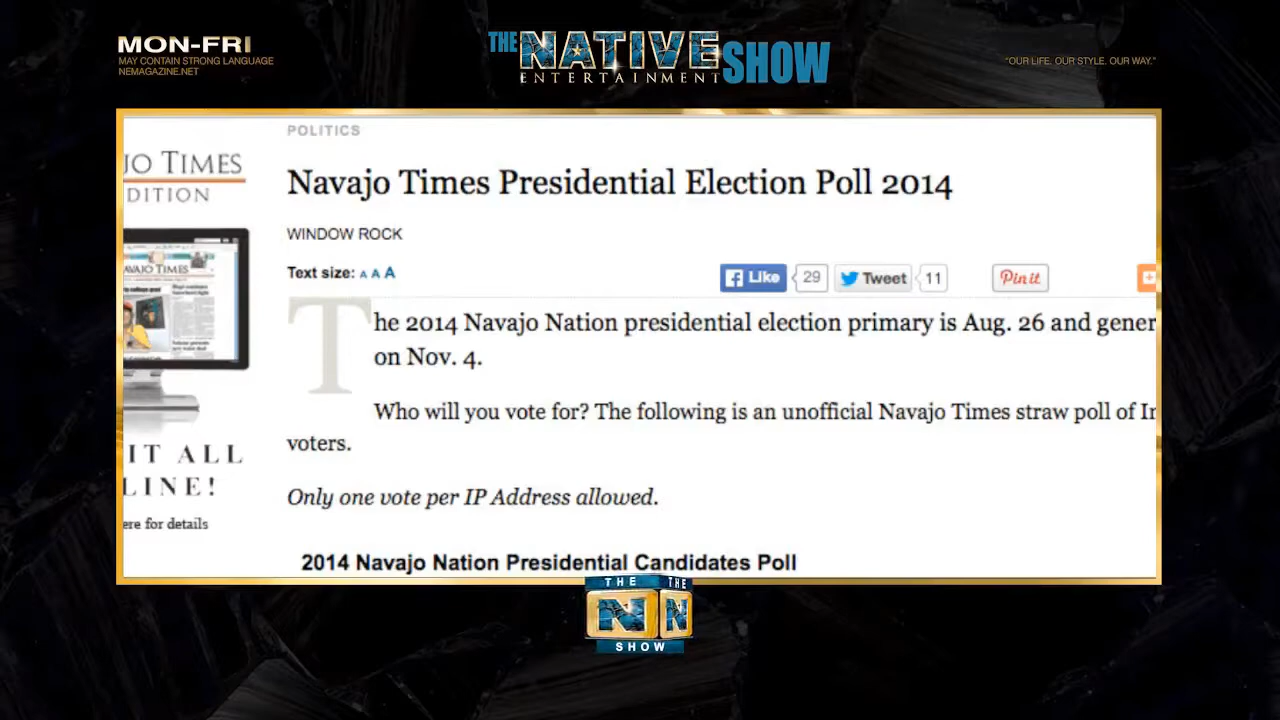 MON-FRI
MAY CONTAIN STRONG LANGUAGE
NEMAGAZINE.NET
THE NATIVE SHOW
ENTERTAINMENT
"OUR LIFE. OUR STYLE. OUR WAY."
POLITICS
JO TIMES
DITION
Navajo Times Presidential Election Poll 2014
WINDOW ROCK
Text size: A A A
Like 29 Tweet 11 Pin it
The 2014 Navajo Nation presidential election primary is Aug. 26 and gener
on Nov. 4.
Who will you vote for? The following is an unofficial Navajo Times straw poll of In
voters.
IT ALL
LINE!
ere for details
Only one vote per IP Address allowed.
2014 Navajo Nation Presidential Candidates Poll
THE THE
N N
SHOW